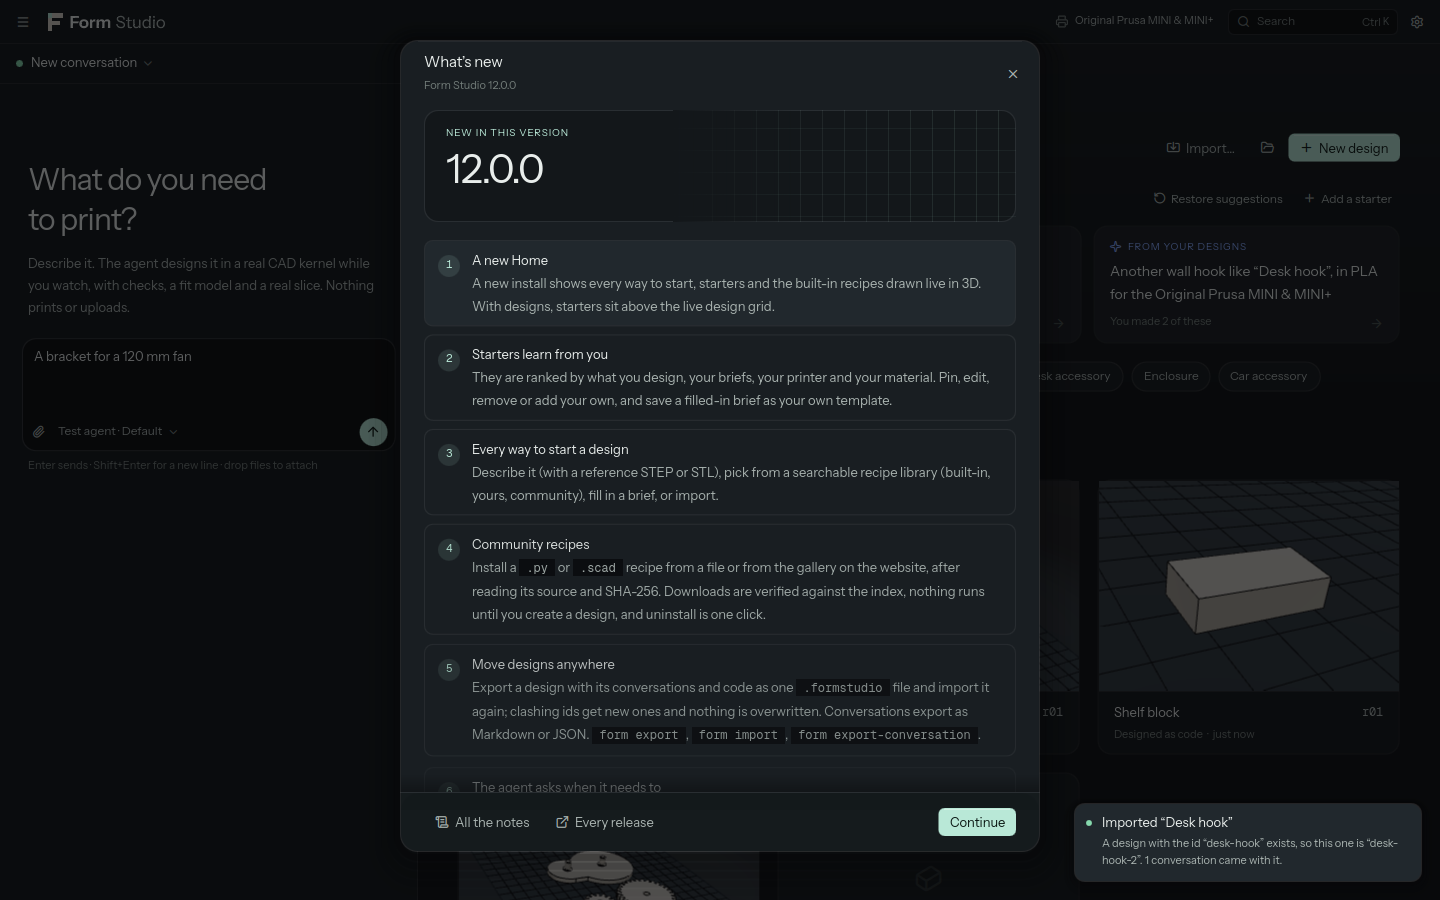 Form Studio
Original Prusa MINI & MINI+
Search
Ctrl K
New conversation
What do you need
to print?
Describe it. The agent designs it in a real CAD kernel while
you watch, with checks, a fit model and a real slice. Nothing
prints or uploads.
A bracket for a 120 mm fan
Test agent · Default
Enter sends · Shift+Enter for a new line · drop files to attach
What's new
Form Studio 12.0.0
NEW IN THIS VERSION
12.0.0
1
A new Home
A new install shows every way to start, starters and the built-in recipes drawn live in 3D.
With designs, starters sit above the live design grid.
2
Starters learn from you
They are ranked by what you design, your briefs, your printer and your material. Pin, edit,
remove or add your own, and save a filled-in brief as your own template.
3
Every way to start a design
Describe it (with a reference STEP or STL), pick from a searchable recipe library (built-in,
yours, community), fill in a brief, or import.
4
Community recipes
Install a .py or .scad recipe from a file or from the gallery on the website, after
reading its source and SHA-256. Downloads are verified against the index, nothing runs
until you create a design, and uninstall is one click.
5
Move designs anywhere
Export a design with its conversations and code as one .formstudio file and import it
again; clashing ids get new ones and nothing is overwritten. Conversations export as
Markdown or JSON. form export , form import , form export-conversation .
6
The agent asks when it needs to
All the notes
Every release
Continue
Import...
New design
Restore suggestions
Add a starter
FROM YOUR DESIGNS
Another wall hook like “Desk hook”, in PLA
for the Original Prusa MINI & MINI+
You made 2 of these
accessory
Enclosure
Car accessory
r01
Shelf block
r01
Designed as code · just now
Imported “Desk hook”
A design with the id “desk-hook” exists, so this one is “desk-
hook-2”. 1 conversation came with it.